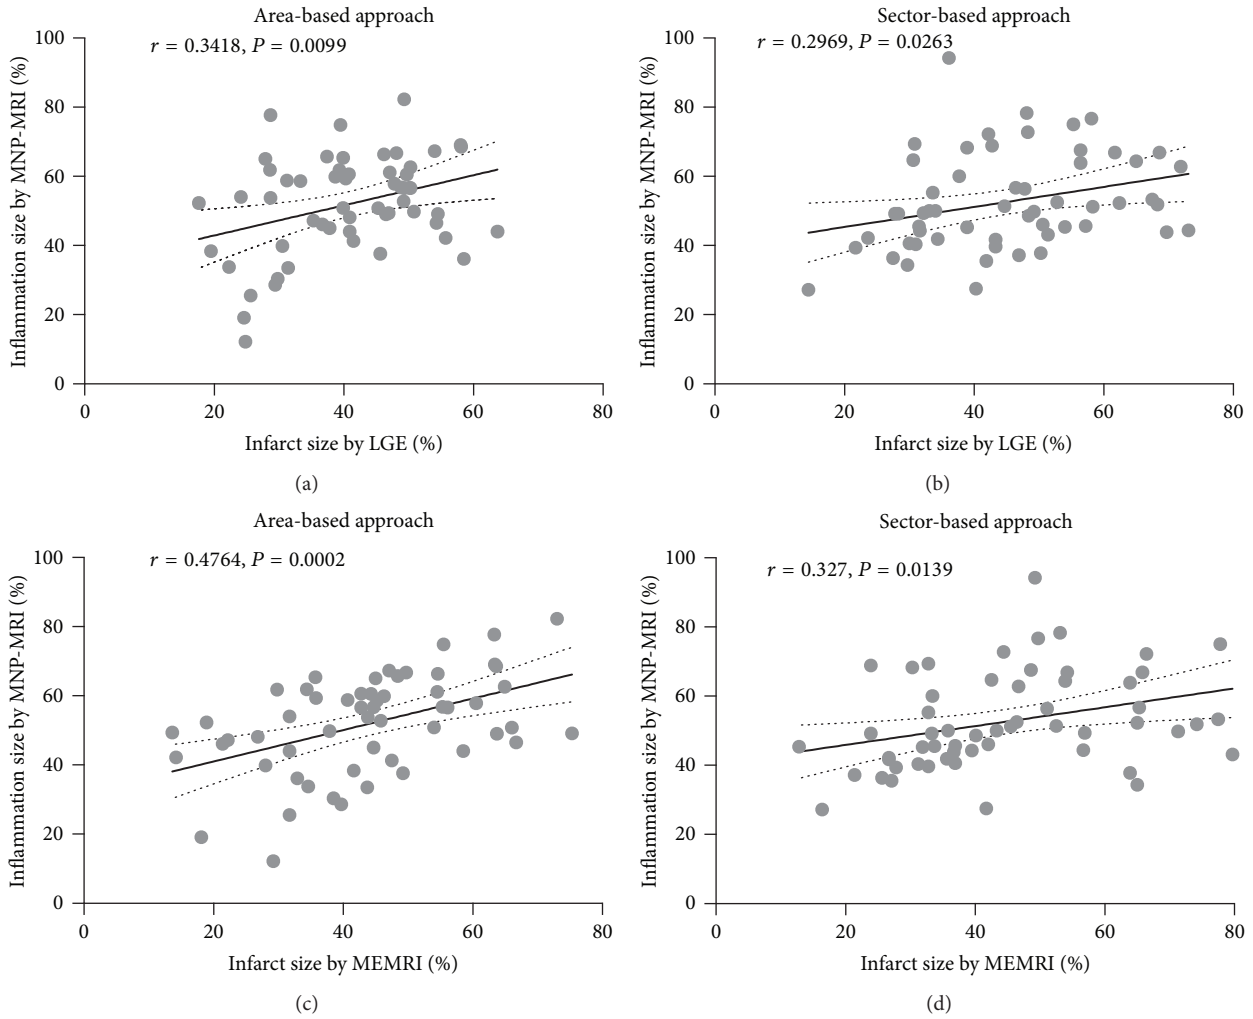 Area-based approach
r = 0.3418, P = 0.0099
Inflammation size by MNP-MRI (%)
100
80
60
40
20
0
0 20 40 60 80
Infarct size by LGE (%)
(a)
Sector-based approach
r = 0.2969, P = 0.0263
Inflammation size by MNP-MRI (%)
100
80
60
40
20
0
0 20 40 60 80
Infarct size by LGE (%)
(b)
Area-based approach
r = 0.4764, P = 0.0002
Inflammation size by MNP-MRI (%)
100
80
60
40
20
0
0 20 40 60 80
Infarct size by MEMRI (%)
(c)
Sector-based approach
r = 0.327, P = 0.0139
Inflammation size by MNP-MRI (%)
100
80
60
40
20
0
0 20 40 60 80
Infarct size by MEMRI (%)
(d)